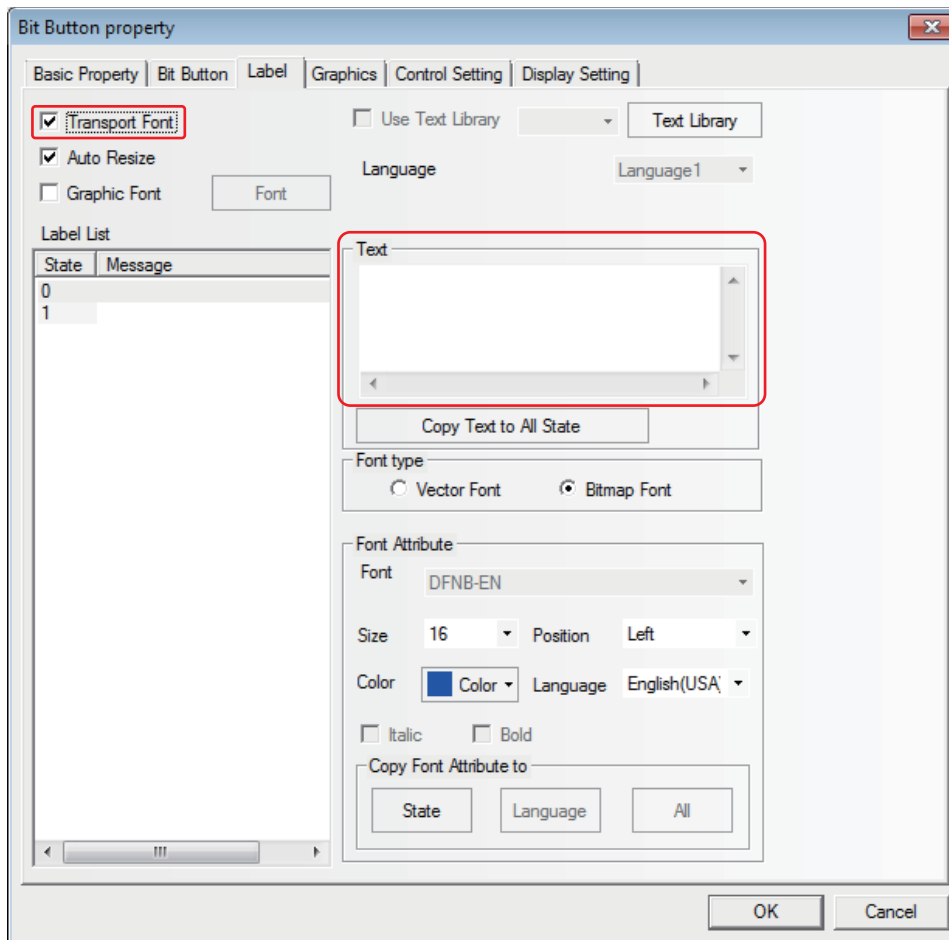 Bit Button property
Basic Property Bit Button Label Graphics Control Setting Display Setting
Transport Font
Use Text Library
Text Library
Auto Resize
Language
Language1
Graphic Font
Font
Label List
State Message
0
1
Text
Copy Text to All State
Font type
Vector Font
Bitmap Font
Font Attribute
Font
DFNB-EN
Size
16
Position
Left
Color
Color
Language
English(USA)
Italic
Bold
Copy Font Attribute to
State
Language
All
OK
Cancel